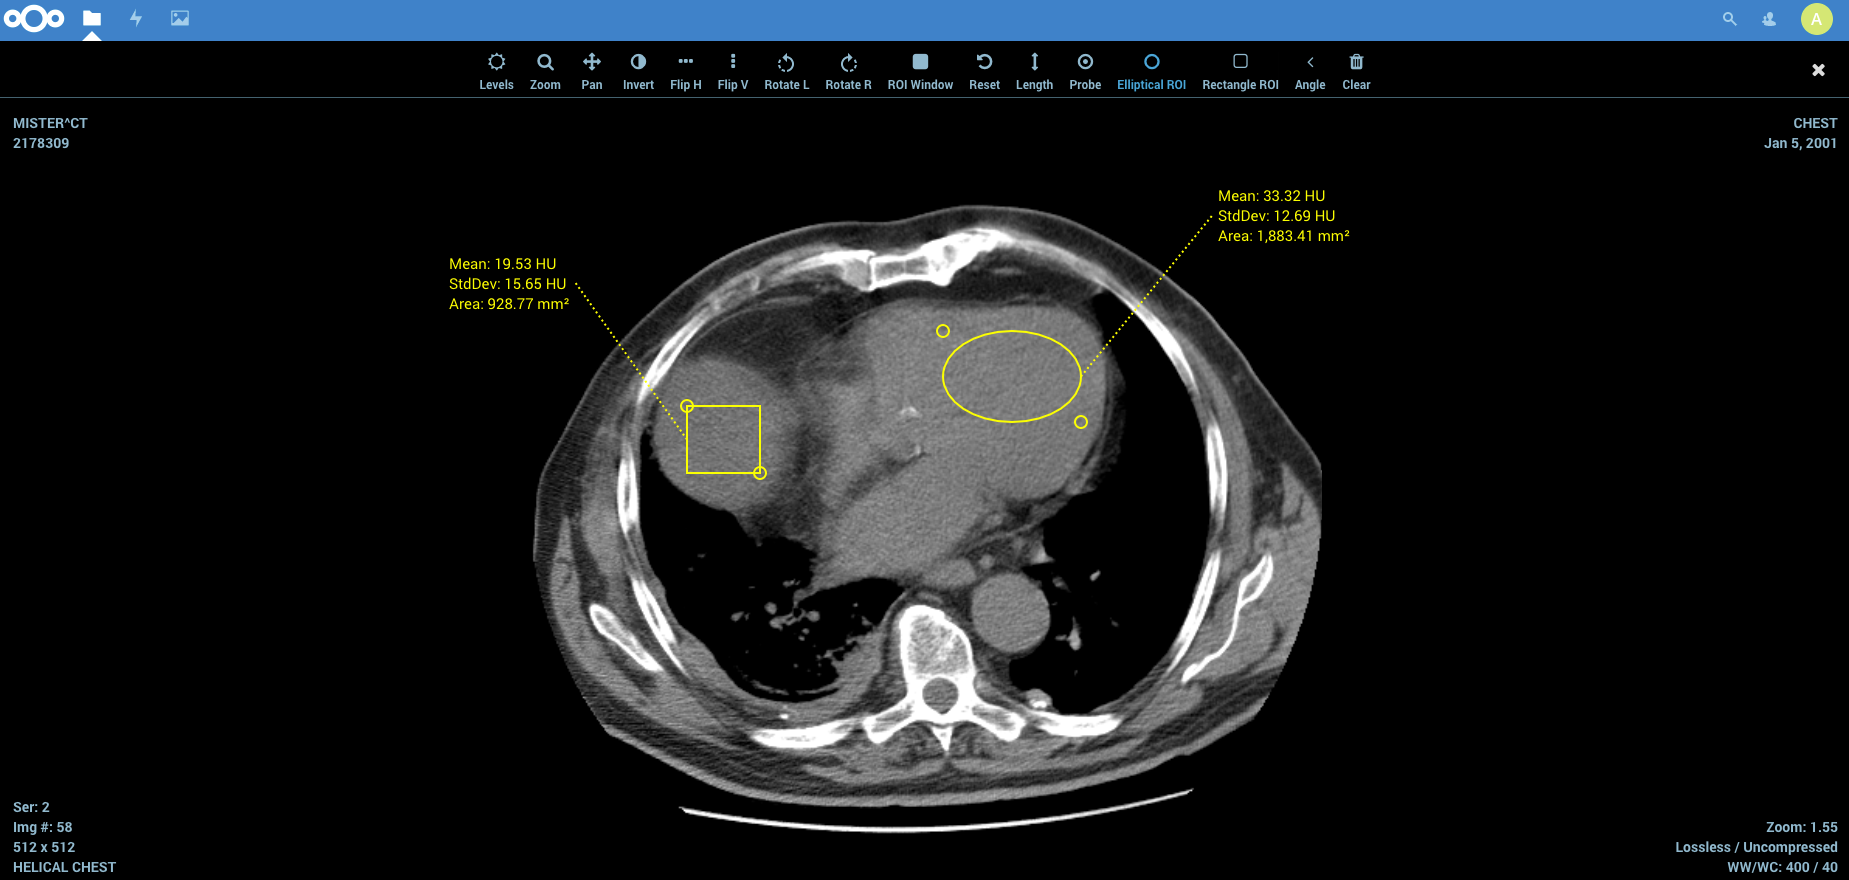 A
Levels
Zoom
Pan
Invert
Flip H
Flip V
Rotate L
Rotate R
ROI Window
Reset
Length
Probe
Elliptical ROI
Rectangle ROI
Angle
Clear
MISTER^CT
2178309
CHEST
Jan 5, 2001
Mean: 33.32 HU
StdDev: 12.69 HU
Area: 1,883.41 mm²
Mean: 19.53 HU
StdDev: 15.65 HU
Area: 928.77 mm²
Ser: 2
Img #: 58
512 x 512
HELICAL CHEST
Zoom: 1.55
Lossless / Uncompressed
WW/WC: 400 / 40